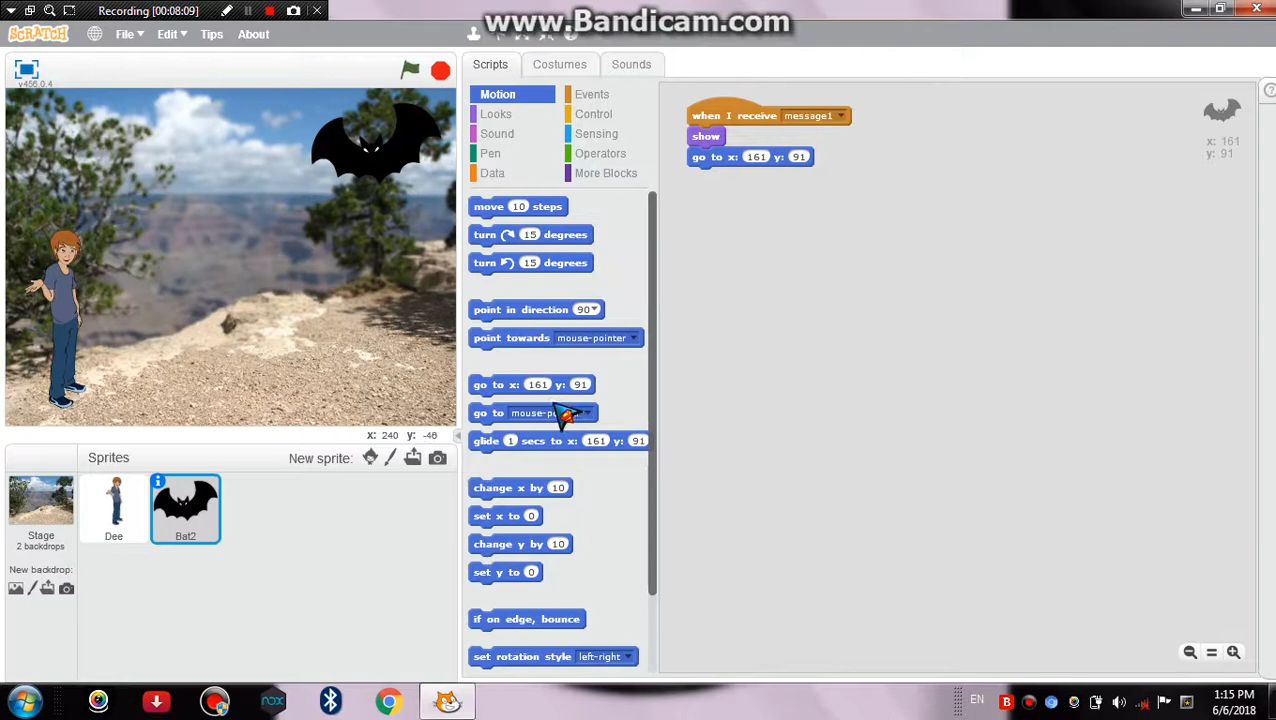 Recording [00:08:09]
www.Bandicam.com
SCRATCH
File Edit Tips About
v456.0.4
Scripts Costumes Sounds
Motion Events
Looks Control
Sound Sensing
Pen Operators
Data More Blocks
move 10 steps
turn 15 degrees
turn 15 degrees
point in direction 90
point towards mouse-pointer
go to x: 161 y: 91
go to
glide 1 secs to x: 161 y: 91
change x by 10
set x to 0
change y by 10
set y to 0
if on edge, bounce
set rotation style left-right
when I receive message1
show
go to x: 161 y: 91
x: 161
y: 91
x: 240 y: -46
Sprites New sprite:
Stage
2 backdrops
New backdrop:
Dee
Bat2
nox
EN
1:15 PM
6/6/2018